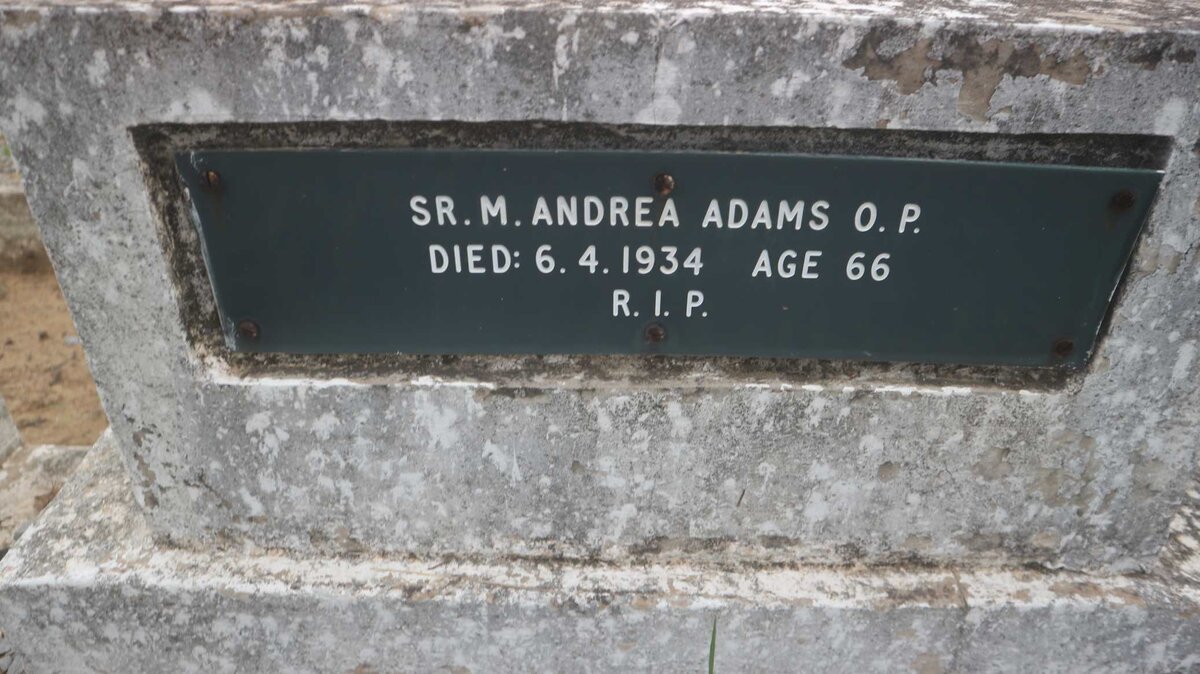 SR. M. ANDREA ADAMS O. P.
DIED: 6. 4. 1934 AGE 66
R. I. P.